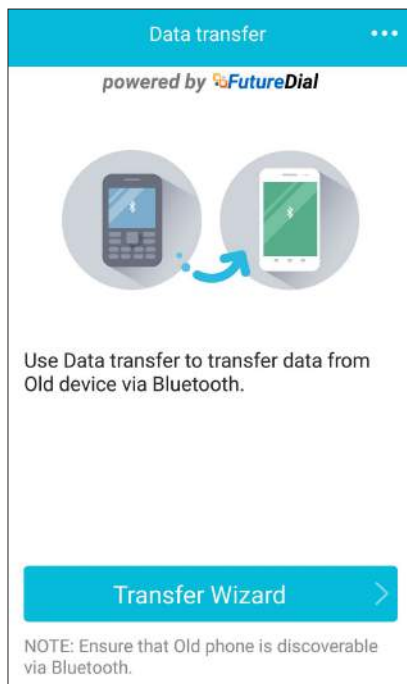 Data transfer
powered by FutureDial
Use Data transfer to transfer data from
Old device via Bluetooth.
Transfer Wizard
NOTE: Ensure that Old phone is discoverable
via Bluetooth.